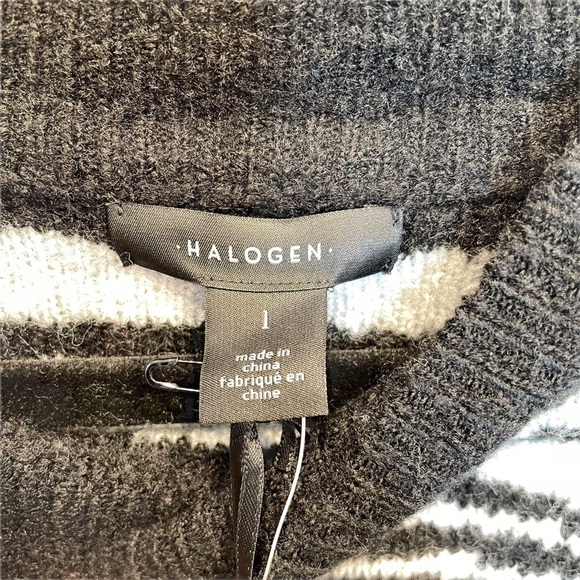 ·HALOGEN·
1
made in
china
fabriqué en
chine